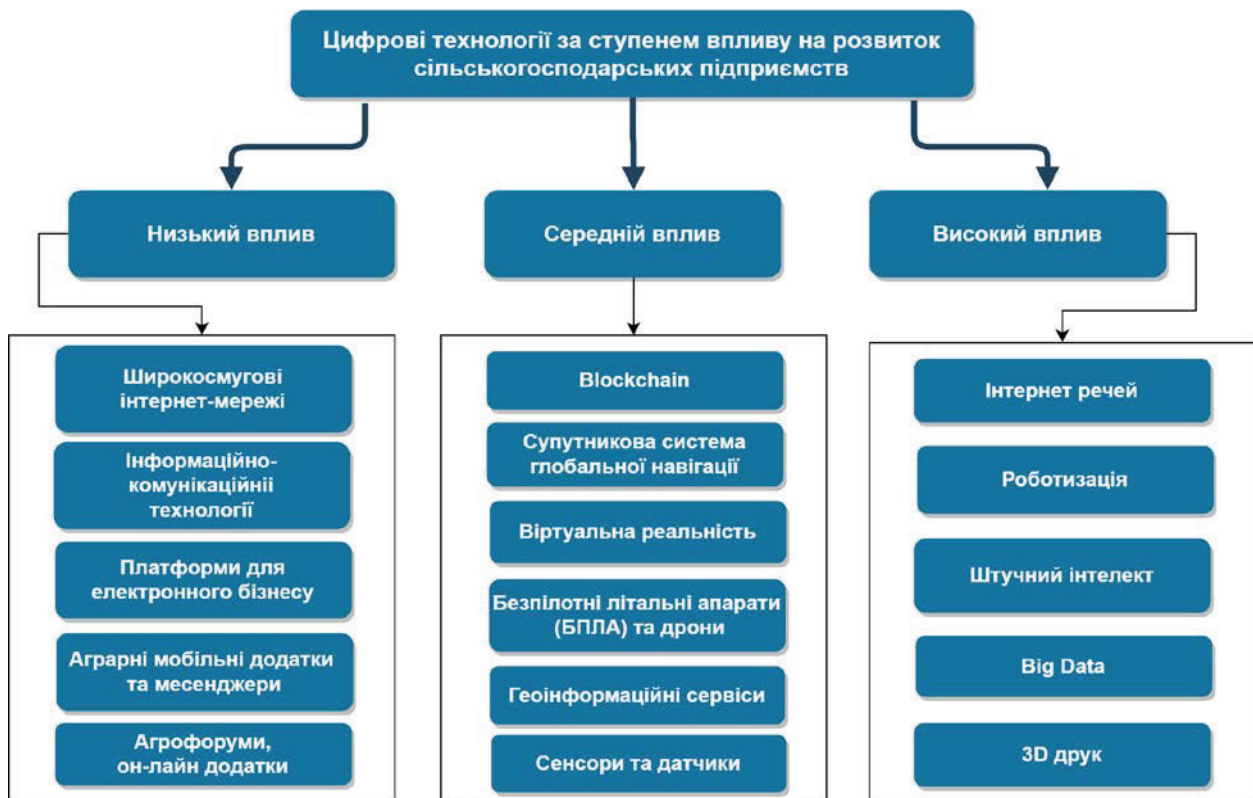 Цифрові технології за ступенем впливу на розвиток
сільськогосподарських підприємств
Низький вплив
Середній вплив
Високий вплив
Широкосмугові
інтернет-мережі
Інформаційно-
комунікаційніі
технології
Платформи для
електронного бізнесу
Аграрні мобільні додатки
та месенджери
Агрофоруми,
он-лайн додатки
Blockchain
Супутникова система
глобальної навігації
Віртуальна реальність
Безпілотні літальні апарати
(БПЛА) та дрони
Геоінформаційні сервіси
Сенсори та датчики
Інтернет речей
Роботизація
Штучний інтелект
Big Data
3D друк